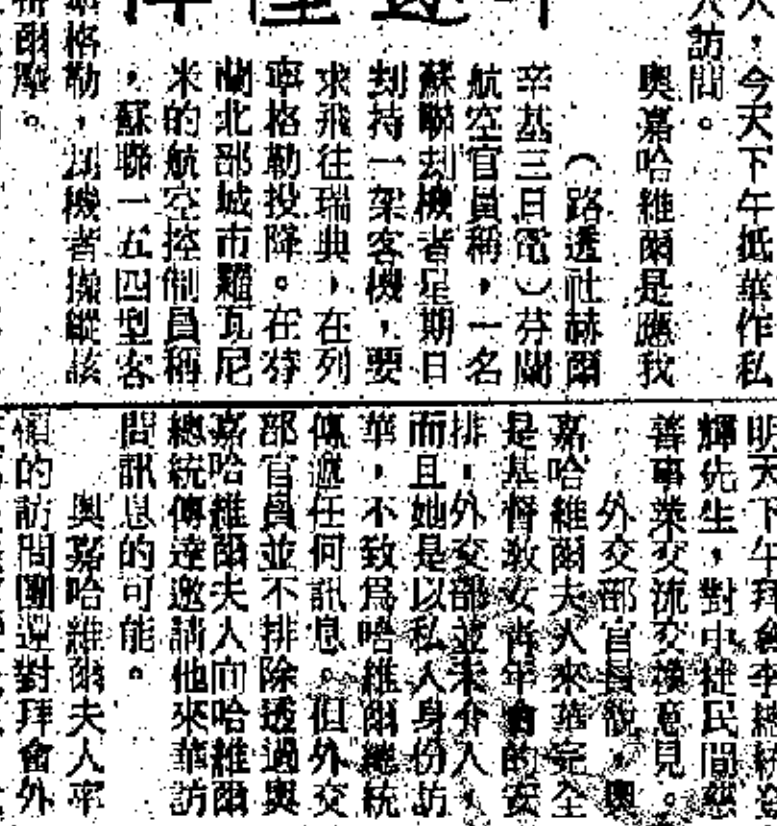 人，今天下午抵華作私
人訪問。
奧嘉哈維爾是應我
（路透社赫爾
辛基三日電）芬蘭
航空官員稱，一名
蘇聯刦機者星期日
刦持一架客機，要
求飛往瑞典，在列
寧格勒投降。在芬
蘭北部城市羅瓦尼
米的航空控制員稱
，蘇聯一五四型客
機者操縱該
格勒，
明天下午拜會李總統登
輝先生，對中捷民間慈
善事業交流交換意見。
外交部官員說，奧
嘉哈維爾夫人來華完全
是基督教女青年會的安
排，外交部並未介入，
而且她是以私人身份訪
華，不致為哈維爾總統
傳遞任何訊息。但外交
部官員並不排除透過奧
嘉哈維爾夫人向哈維爾
總統傳達邀請他來華訪
問訊息的可能。
奧嘉哈維爾夫人率
領的訪問團還對拜會外